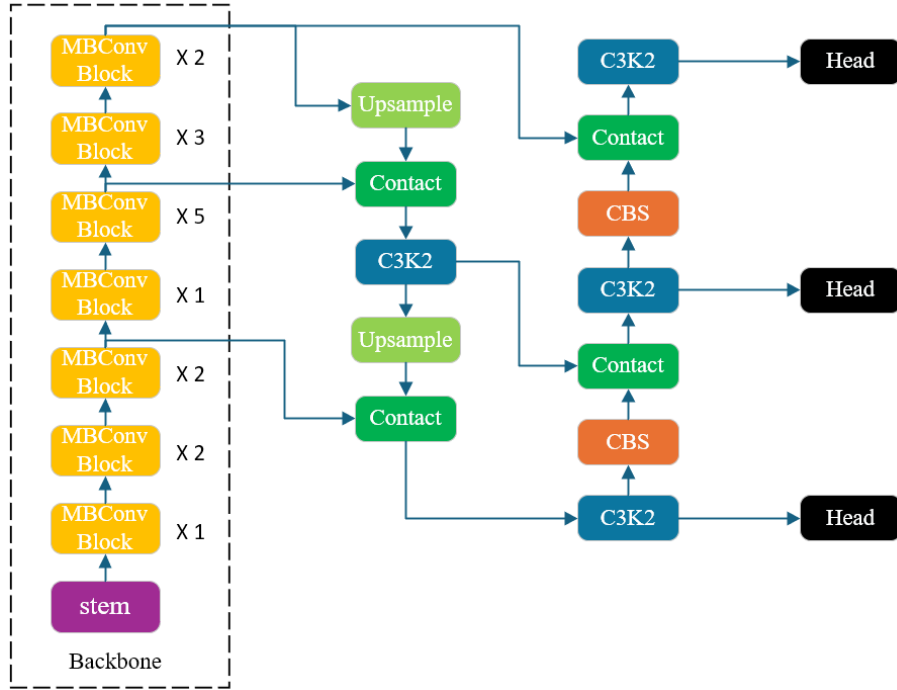 MBConv
Block
X 2
MBConv
Block
X 3
MBConv
Block
X 5
MBConv
Block
X 1
MBConv
Block
X 2
MBConv
Block
X 2
MBConv
Block
X 1
stem
Backbone
Upsample
Contact
C3K2
Upsample
Contact
C3K2
Head
Contact
CBS
C3K2
Head
Contact
CBS
C3K2
Head